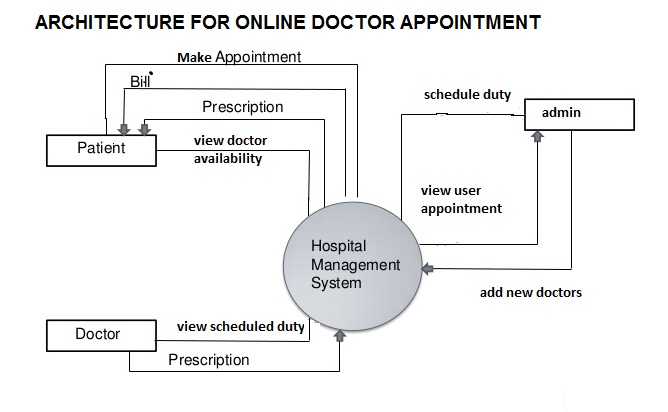 ARCHITECTURE FOR ONLINE DOCTOR APPOINTMENT
Make Appointment
Bill
Prescription
schedule duty
admin
Patient
view doctor
availability
view user
appointment
Hospital
Management
System
add new doctors
Doctor
view scheduled duty
Prescription